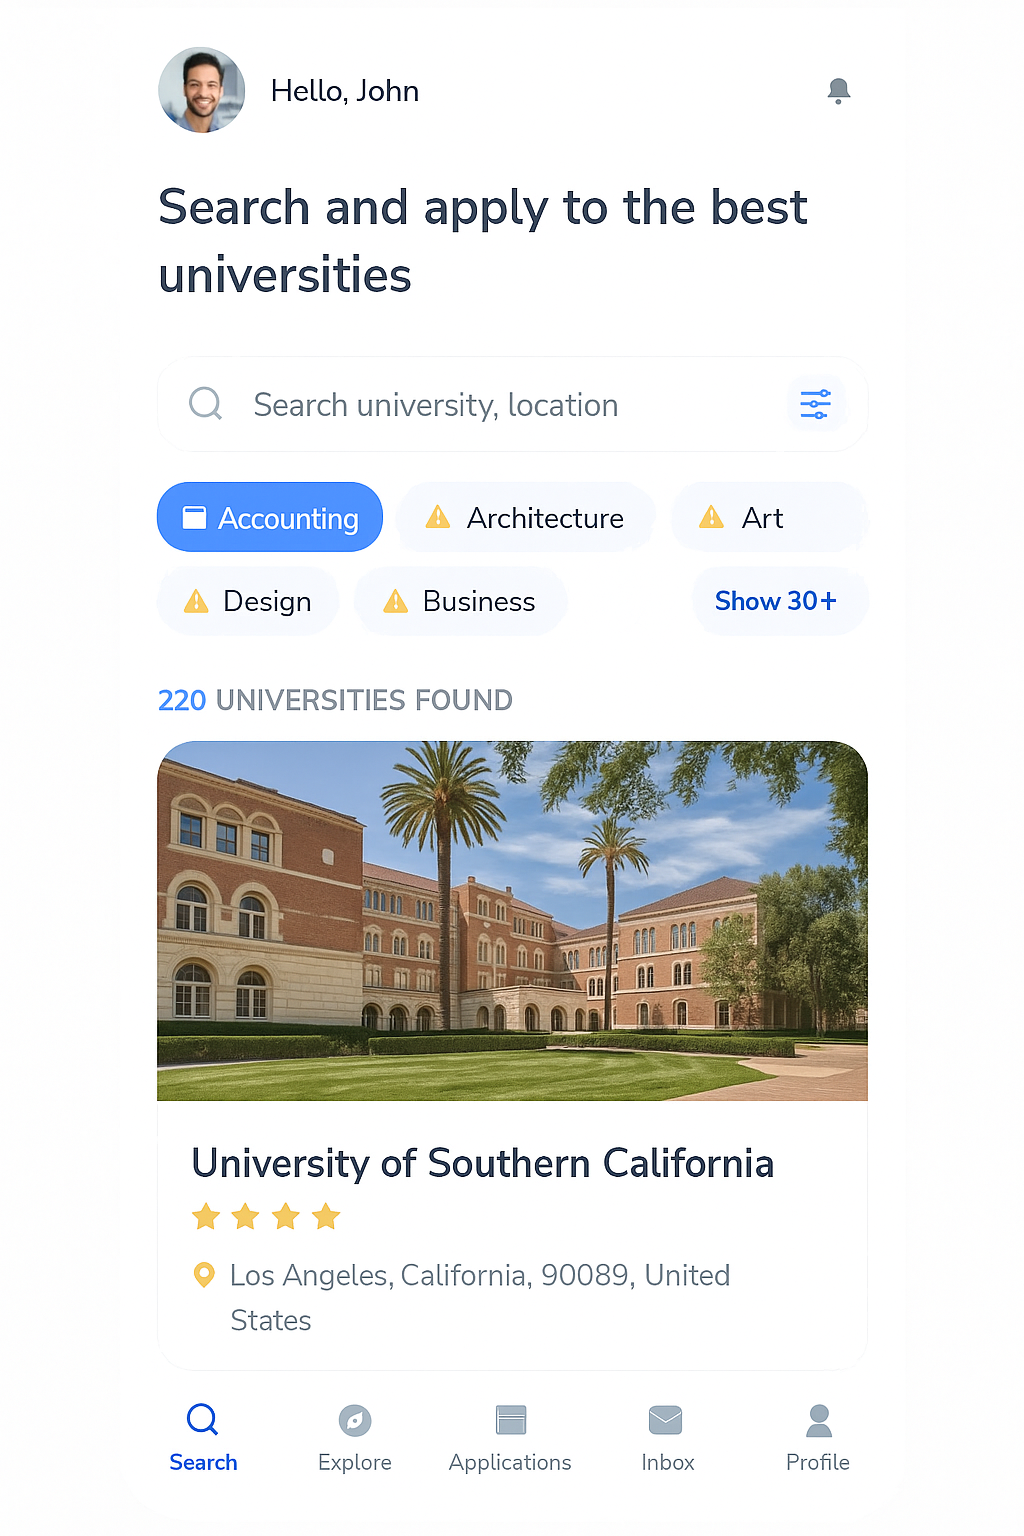 Hello, John
Search and apply to the best
universities
Search university, location
Accounting
Architecture
Art
Design
Business
Show 30+
220 UNIVERSITIES FOUND
University of Southern California
Los Angeles, California, 90089, United
States
Search
Explore
Applications
Inbox
Profile